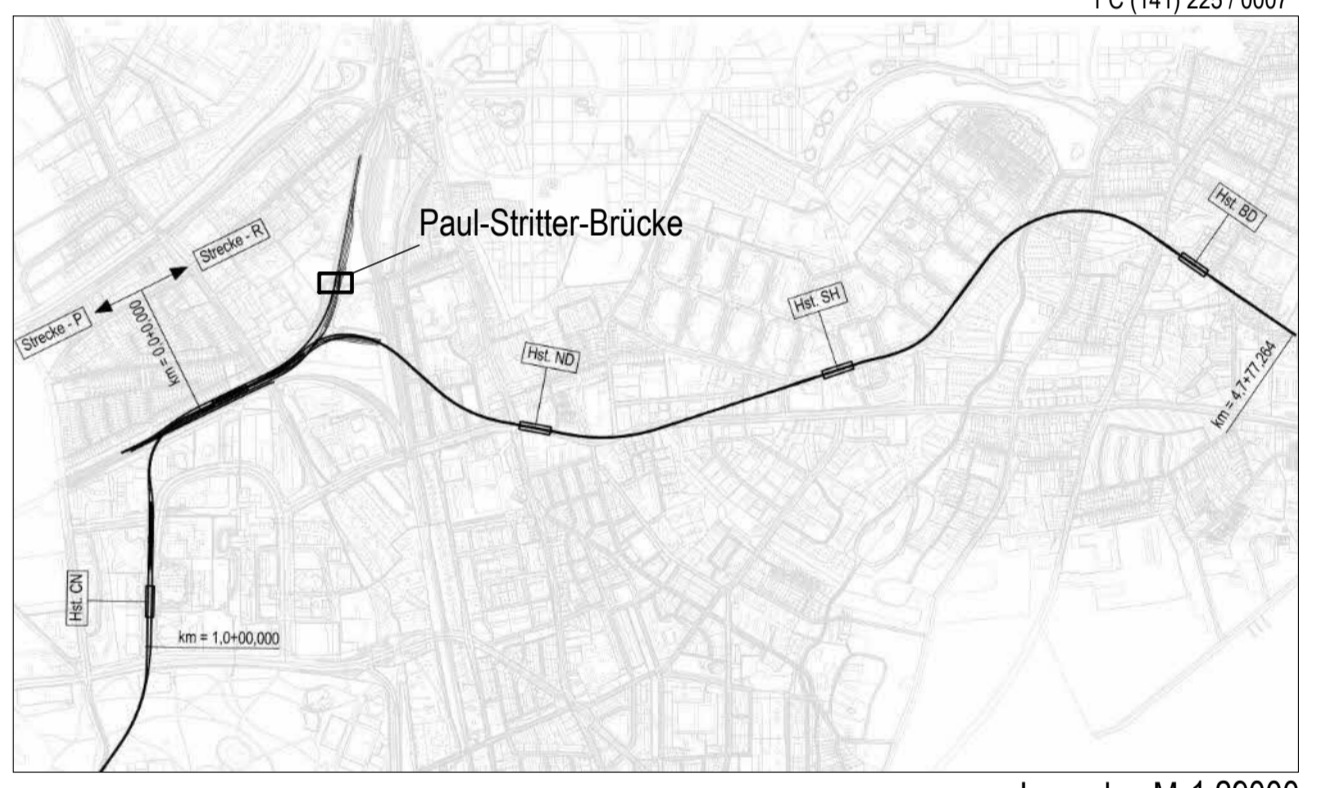 Paul-Stritter-Brücke
Strecke - R
Strecke - P
km = 0,0+0,000
Hst. BD
Hst. SH
Hst. ND
km = 4,7+77,264
Hst. CN
km = 1,0+00,000